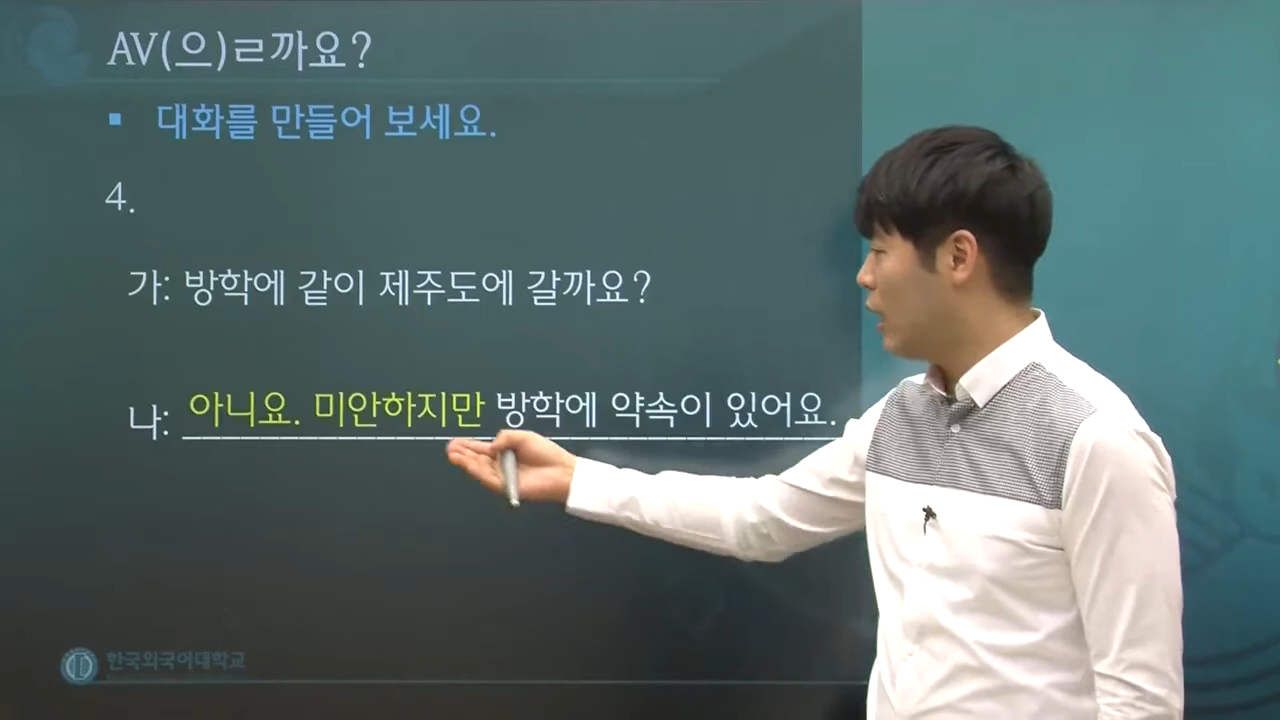 AV(으)ㄹ까요?
▪ 대화를 만들어 보세요.
4.
가: 방학에 같이 제주도에 갈까요?
나: 아니요. 미안하지만 방학에 약속이 있어요.
한국외국어대학교